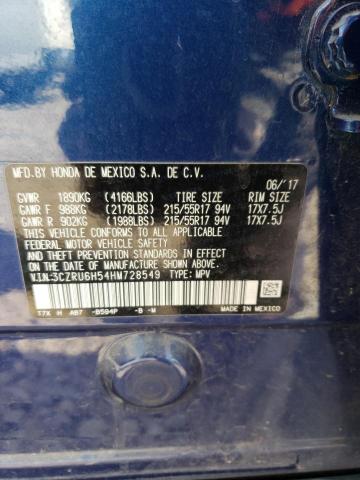 MFD.BY HONDA DE MEXICO S.A. DE C.V.
06/'17
GVWR 1890KG (4166LBS) TIRE SIZE RIM SIZE
GAWR F 988KG (2178LBS) 215/55R17 94V 17X7.5J
GAWR R 902KG (1988LBS) 215/55R17 94V 17X7.5J
THIS VEHICLE CONFORMS TO ALL APPLICABLE
FEDERAL MOTOR VEHICLE SAFETY, BUMPER, AND
THEFT PREVENTION STANDARDS IN EFFECT ON
THE DATE OF MANUFACTURE SHOWN ABOVE.
V.I.N:3CZRU6H54HM728549 TYPE: MPV
T7X H AB7 -B594P -B -M MADE IN MEXICO